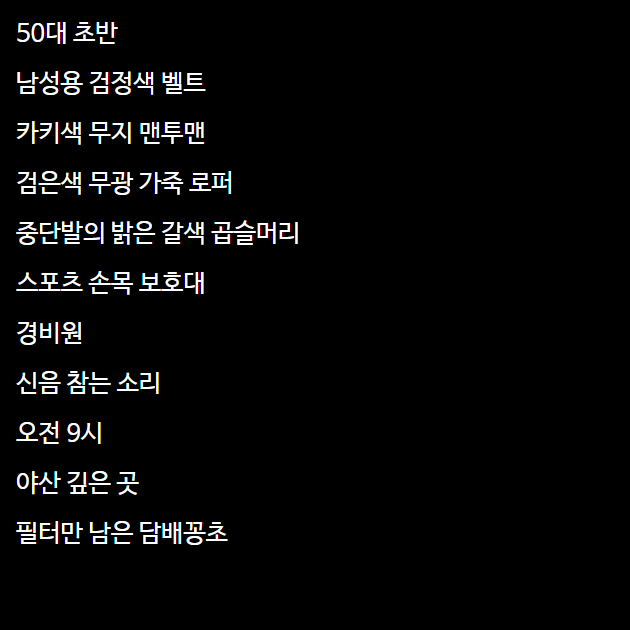 50대 초반
남성용 검정색 벨트
카키색 무지 맨투맨
검은색 무광 가죽 로퍼
중단발의 밝은 갈색 곱슬머리
스포츠 손목 보호대
경비원
신음 참는 소리
오전 9시
야산 깊은 곳
필터만 남은 담배꽁초